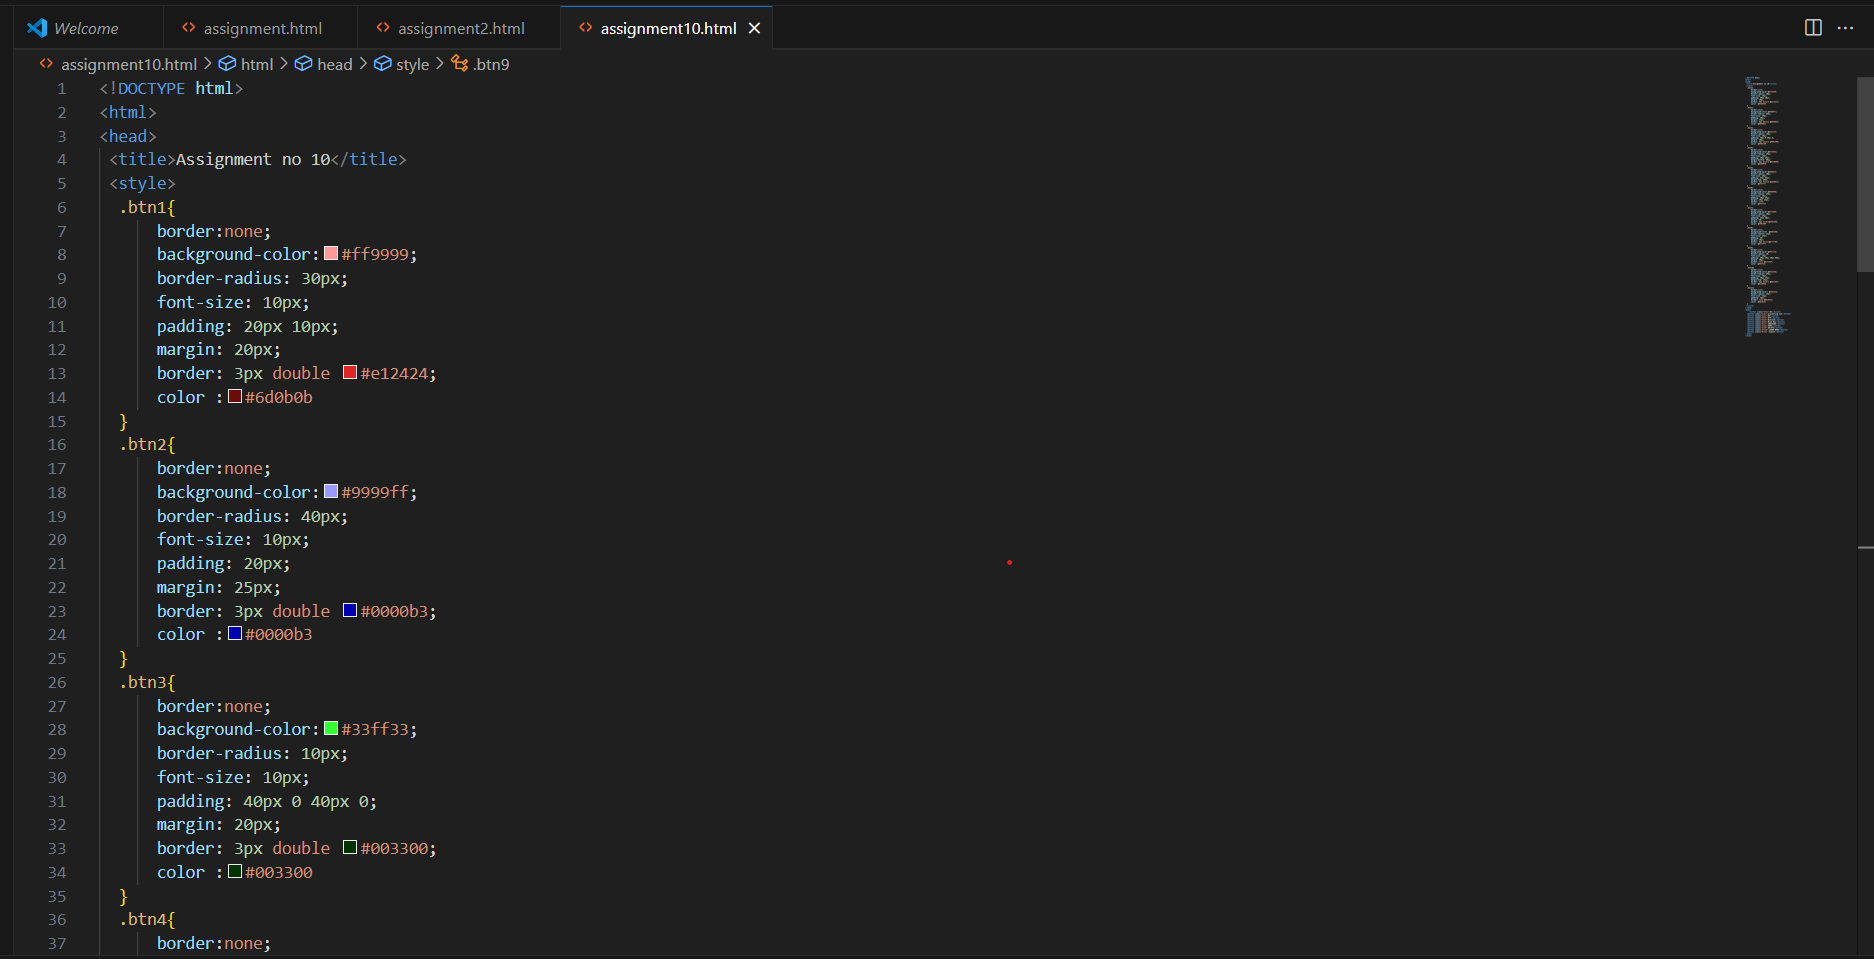 Welcome
assignment.html
assignment2.html
assignment10.html
assignment10.html > html > head > style > .btn9
1 <!DOCTYPE html>
2 <html>
3 <head>
4 <title>Assignment no 10</title>
5 <style>
6 .btn1{
7 border:none;
8 background-color:#ff9999;
9 border-radius: 30px;
10 font-size: 10px;
11 padding: 20px 10px;
12 margin: 20px;
13 border: 3px double #e12424;
14 color :#6d0b0b
15 }
16 .btn2{
17 border:none;
18 background-color:#9999ff;
19 border-radius: 40px;
20 font-size: 10px;
21 padding: 20px;
22 margin: 25px;
23 border: 3px double #0000b3;
24 color :#0000b3
25 }
26 .btn3{
27 border:none;
28 background-color:#33ff33;
29 border-radius: 10px;
30 font-size: 10px;
31 padding: 40px 0 40px 0;
32 margin: 20px;
33 border: 3px double #003300;
34 color :#003300
35 }
36 .btn4{
37 border:none;